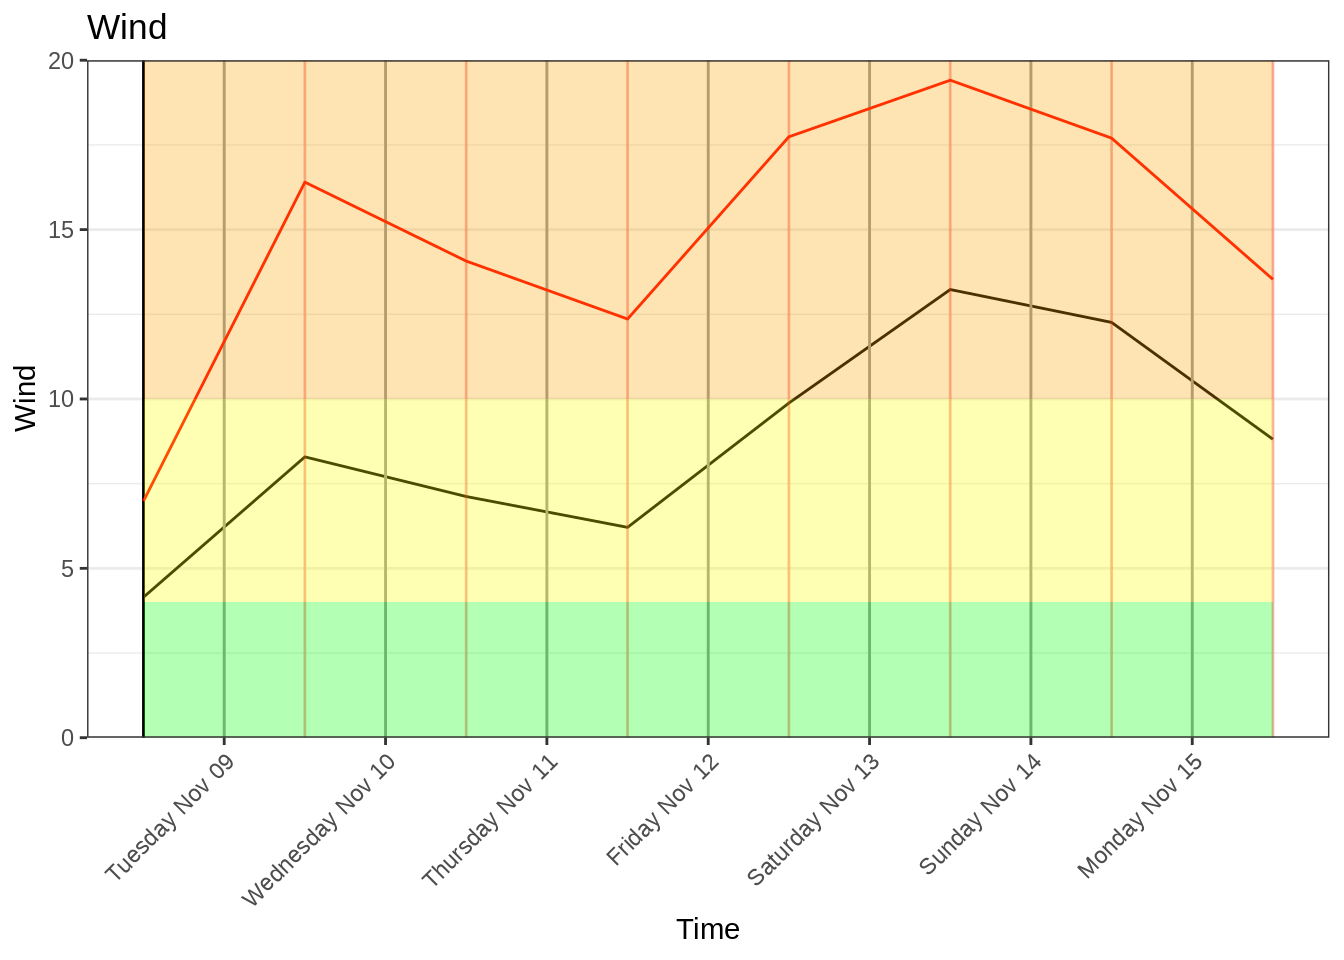 Wind
20
15
10
5
0
Wind
Tuesday Nov 09
Wednesday Nov 10
Thursday Nov 11
Friday Nov 12
Saturday Nov 13
Sunday Nov 14
Monday Nov 15
Time